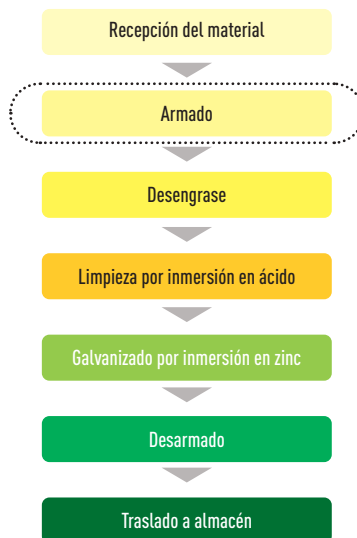 Recepción del material
Armado
Desengrase
Limpieza por inmersión en ácido
Galvanizado por inmersión en zinc
Desarmado
Traslado a almacén